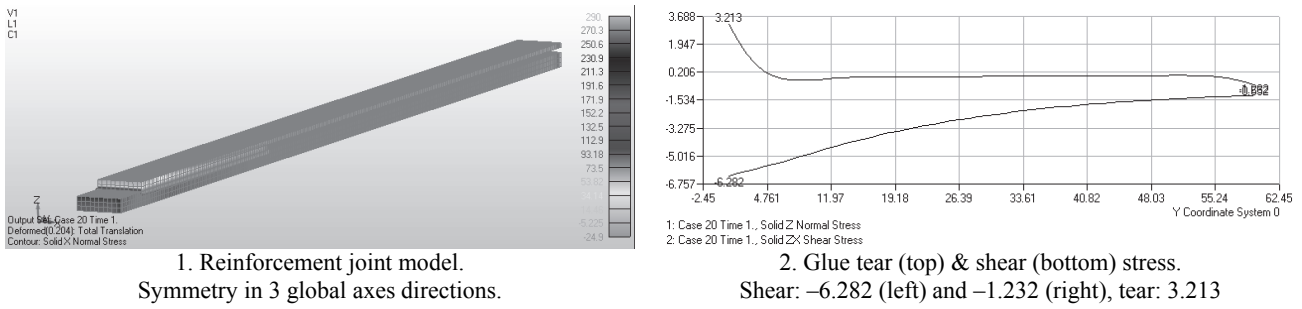 V1
L1
C1
290.
270.3
250.6
230.9
211.3
191.6
171.9
152.2
132.5
112.9
93.18
73.5
53.82
-5.225
-24.9
Z
Output Set: Case 20 Time 1.
Deformed(0.204): Total Translation
Contour: Solid X Normal Stress
1. Reinforcement joint model.
Symmetry in 3 global axes directions.
3.688
1.947
0.206
-1.534
-3.275
-5.016
-6.757
3.213
-6.282
-2.45
4.761
11.97
19.18
26.39
33.61
40.82
48.03
55.24
62.45
Y Coordinate System 0
1: Case 20 Time 1., Solid Z Normal Stress
2: Case 20 Time 1., Solid ZX Shear Stress
2. Glue tear (top) & shear (bottom) stress.
Shear: –6.282 (left) and –1.232 (right), tear: 3.213